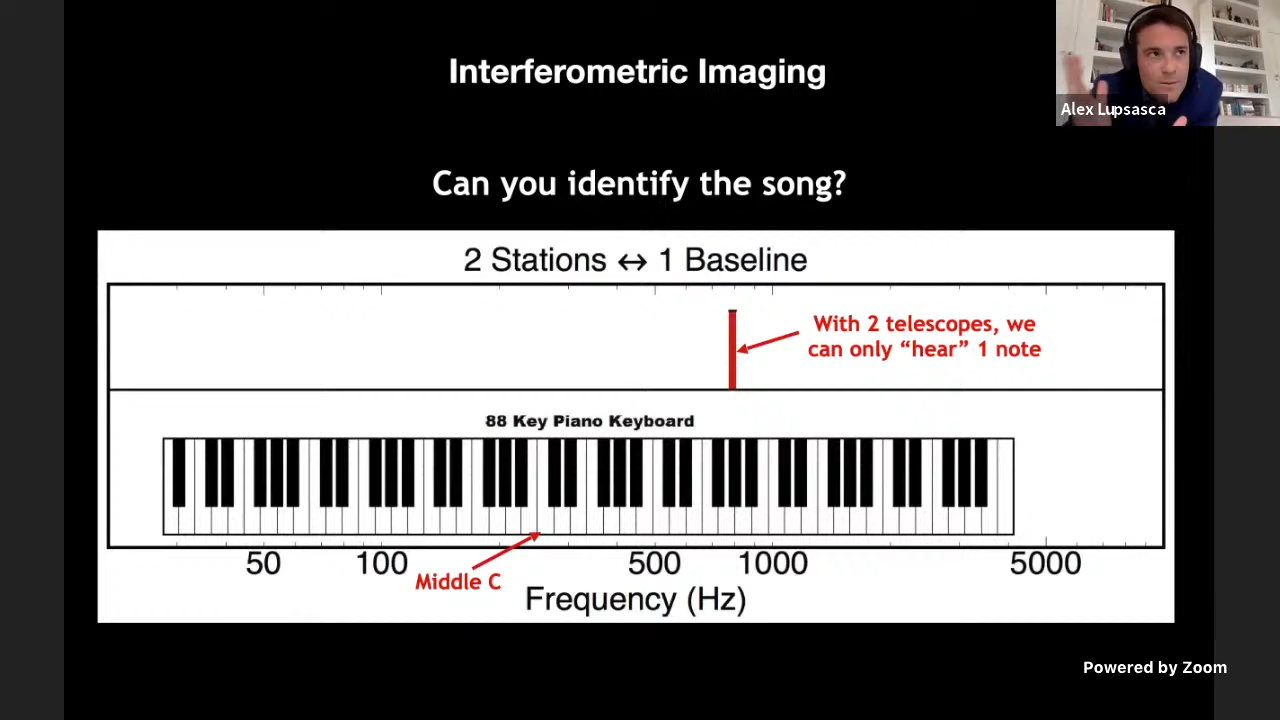 Interferometric Imaging
Alex Lupsasca
Can you identify the song?
2 Stations ↔ 1 Baseline
With 2 telescopes, we
can only “hear” 1 note
88 Key Piano Keyboard
50 100 500 1000 5000
Middle C
Frequency (Hz)
Powered by Zoom